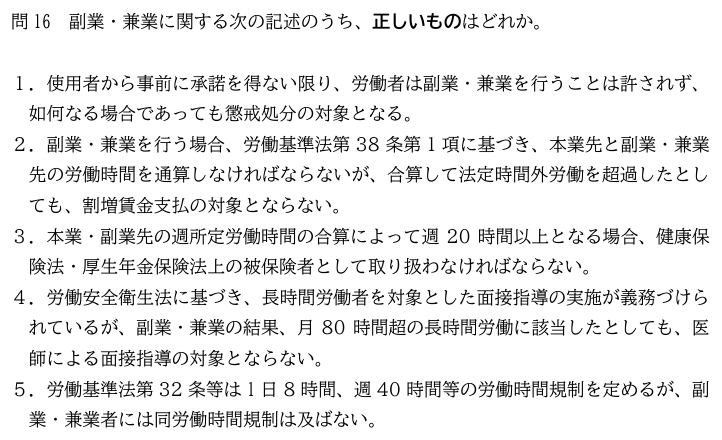 問16　副業・兼業に関する次の記述のうち、正しいものはどれか。
１．使用者から事前に承諾を得ない限り、労働者は副業・兼業を行うことは許されず、
如何なる場合であっても懲戒処分の対象となる。
２．副業・兼業を行う場合、労働基準法第 38 条第 1 項に基づき、本業先と副業・兼業
先の労働時間を通算しなければならないが、合算して法定時間外労働を超過したとし
ても、割増賃金支払の対象とならない。
３．本業・副業先の週所定労働時間の合算によって週 20 時間以上となる場合、健康保
険法・厚生年金保険法上の被保険者として取り扱わなければならない。
４．労働安全衛生法に基づき、長時間労働者を対象とした面接指導の実施が義務づけら
れているが、副業・兼業の結果、月 80 時間超の長時間労働に該当したとしても、医
師による面接指導の対象とならない。
５．労働基準法第 32 条等は 1 日 8 時間、週 40 時間等の労働時間規制を定めるが、副
業・兼業者には同労働時間規制は及ばない。